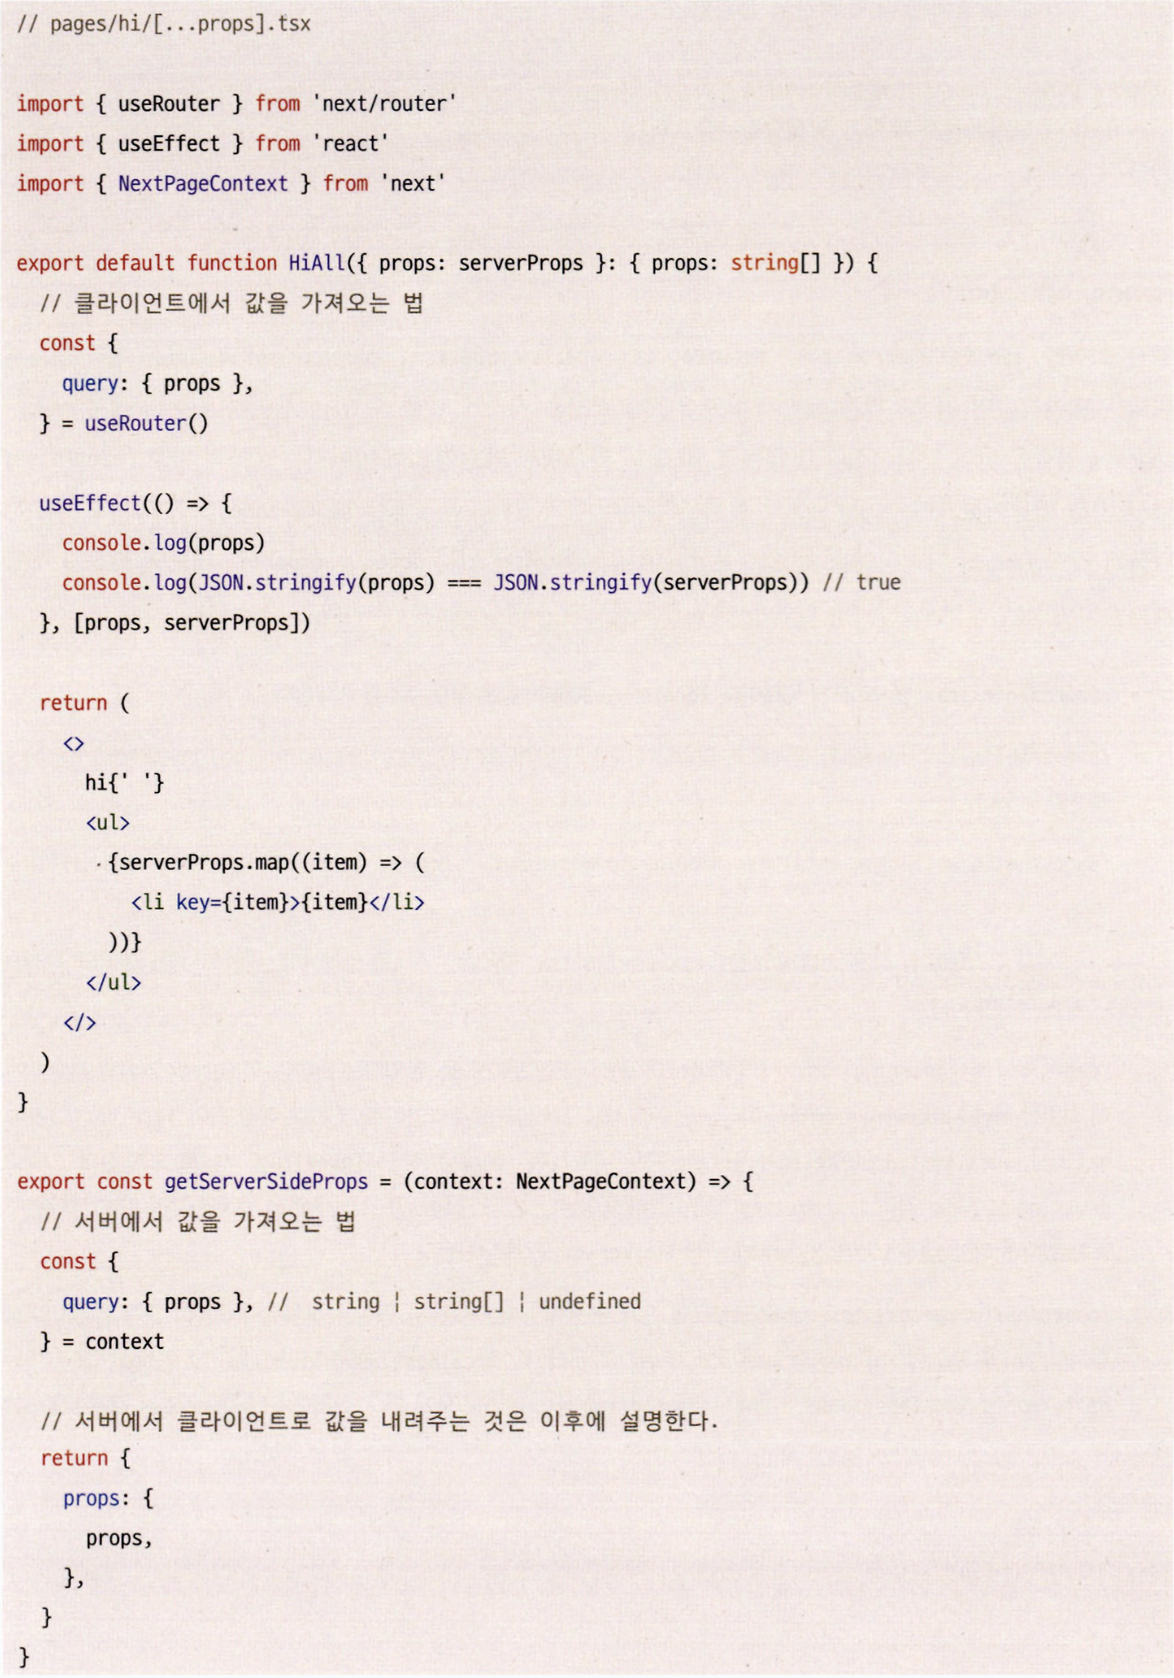 // pages/hi/[...props].tsx
import { useRouter } from 'next/router'
import { useEffect } from 'react'
import { NextPageContext } from 'next'
export default function HiAll({ props: serverProps }: { props: string[] }) {
// 클라이언트에서 값을 가져오는 법
const {
query: { props },
} = useRouter()
useEffect(() => {
console.log(props)
console.log(JSON.stringify(props) === JSON.stringify(serverProps)) // true
}, [props, serverProps])
return (
<>
hi{' '}
<ul>
{serverProps.map((item) => (
<li key={item}>{item}</li>
))}
</ul>
</>
)
}
export const getServerSideProps = (context: NextPageContext) => {
// 서버에서 값을 가져오는 법
const {
query: { props }, // string | string[] | undefined
} = context
// 서버에서 클라이언트로 값을 내려주는 것은 이후에 설명한다.
return {
props: {
props,
},
}
}